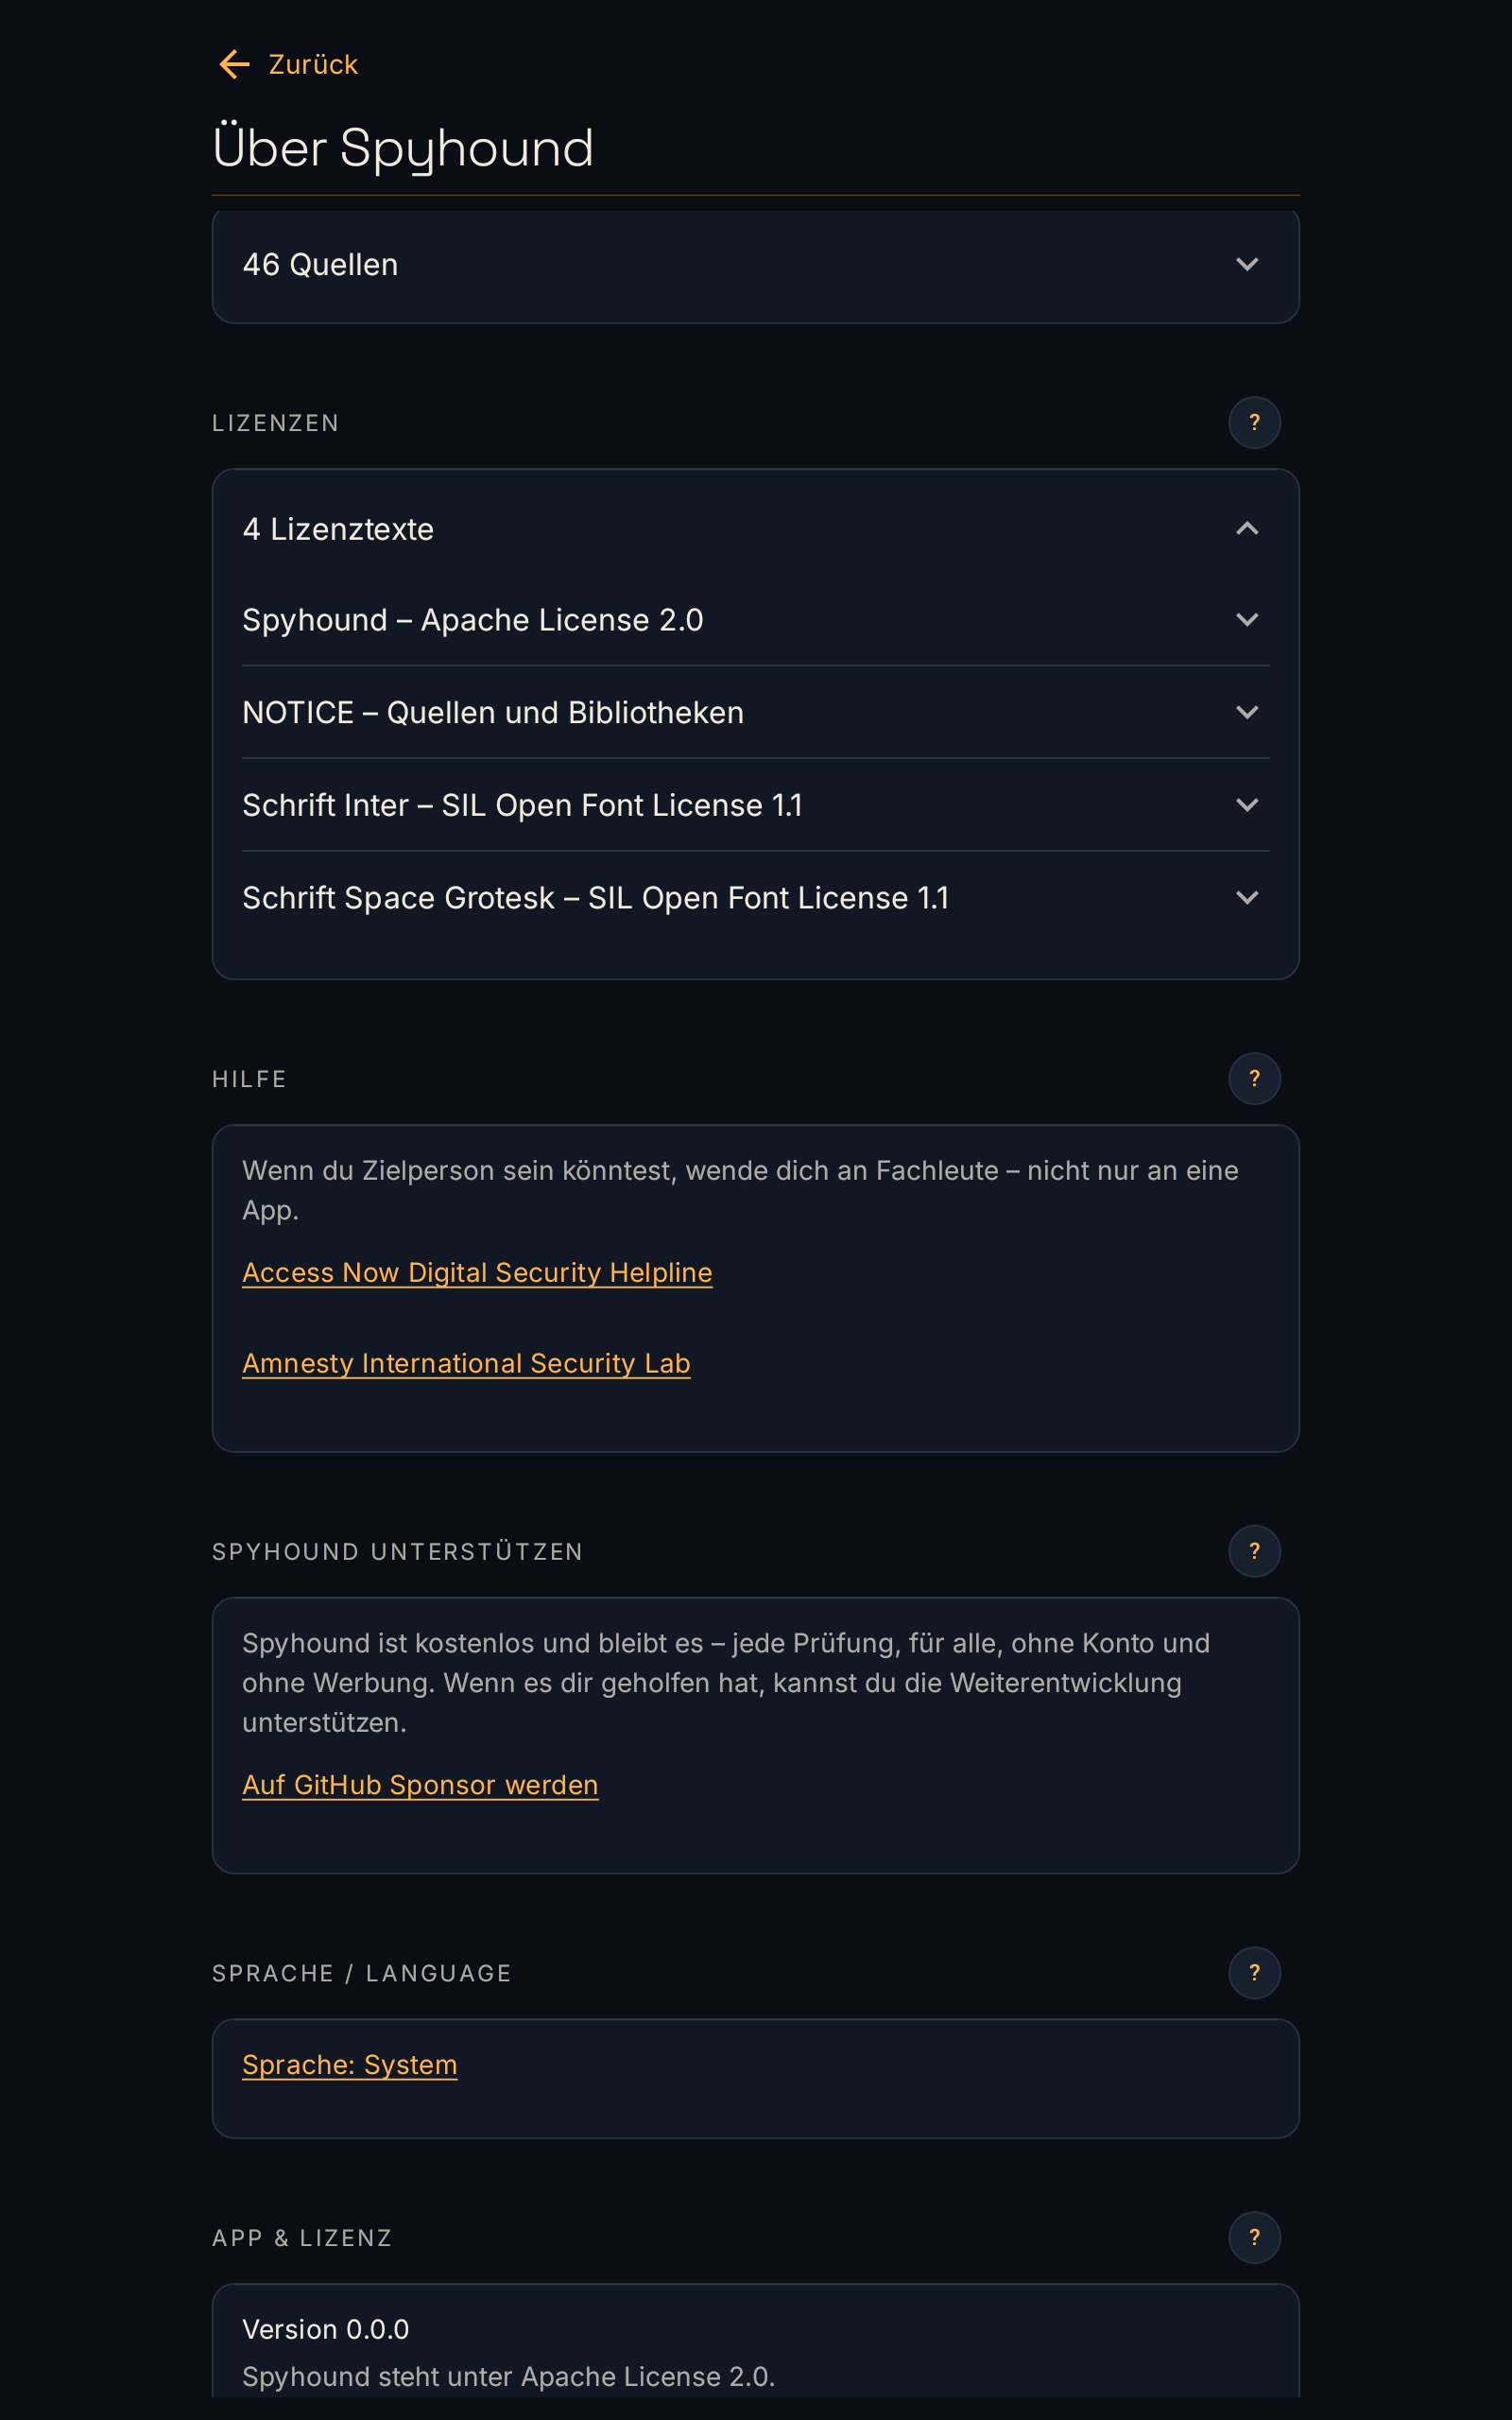 Zurück
Über Spyhound
46 Quellen
LIZENZEN
?
4 Lizenztexte
Spyhound – Apache License 2.0
NOTICE – Quellen und Bibliotheken
Schrift Inter – SIL Open Font License 1.1
Schrift Space Grotesk – SIL Open Font License 1.1
HILFE
?
Wenn du Zielperson sein könntest, wende dich an Fachleute – nicht nur an eine
App.
Access Now Digital Security Helpline
Amnesty International Security Lab
SPYHOUND UNTERSTÜTZEN
?
Spyhound ist kostenlos und bleibt es – jede Prüfung, für alle, ohne Konto und
ohne Werbung. Wenn es dir geholfen hat, kannst du die Weiterentwicklung
unterstützen.
Auf GitHub Sponsor werden
SPRACHE / LANGUAGE
?
Sprache: System
APP & LIZENZ
?
Version 0.0.0
Spyhound steht unter Apache License 2.0.